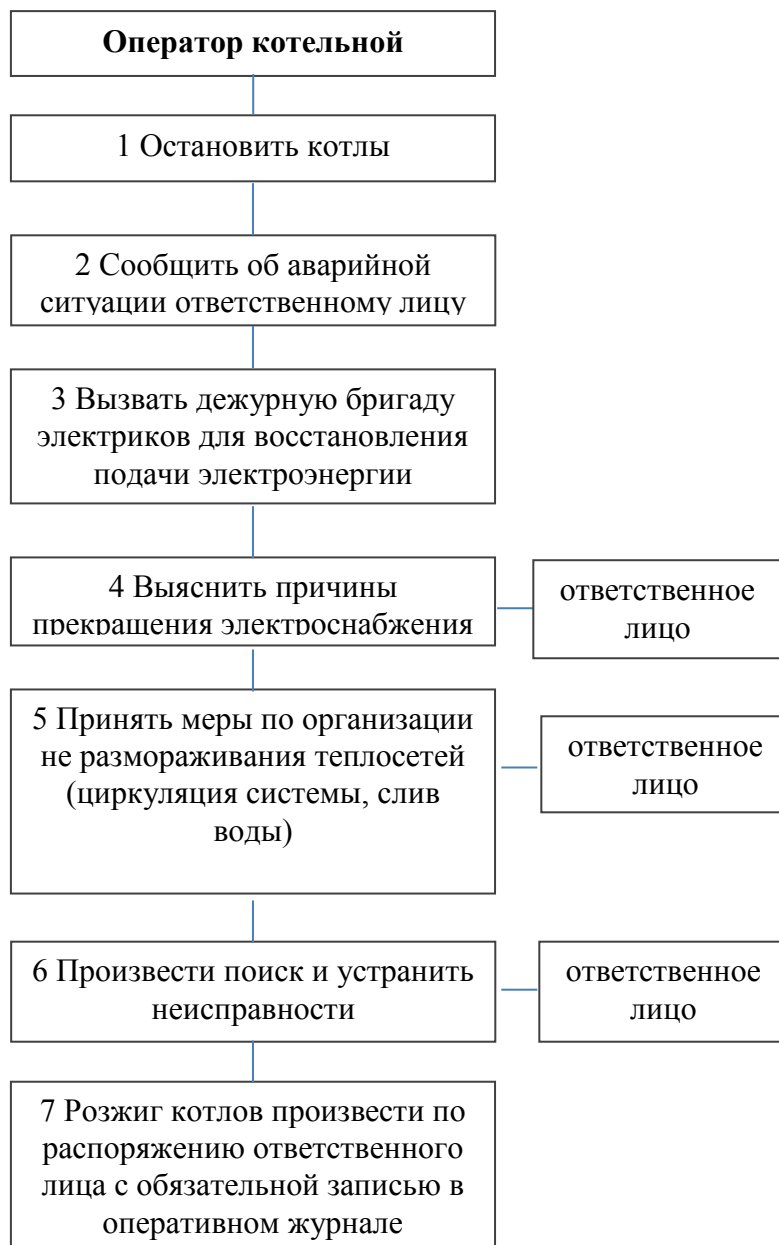 Оператор котельной
1 Остановить котлы
2 Сообщить об аварийной
ситуации ответственному лицу
3 Вызвать дежурную бригаду
электриков для восстановления
подачи электроэнергии
4 Выяснить причины
прекращения электроснабжения
ответственное
лицо
5 Принять меры по организации
не размораживания теплосетей
(циркуляция системы, слив
воды)
ответственное
лицо
6 Произвести поиск и устранить
неисправности
ответственное
лицо
7 Розжиг котлов произвести по
распоряжению ответственного
лица с обязательной записью в
оперативном журнале